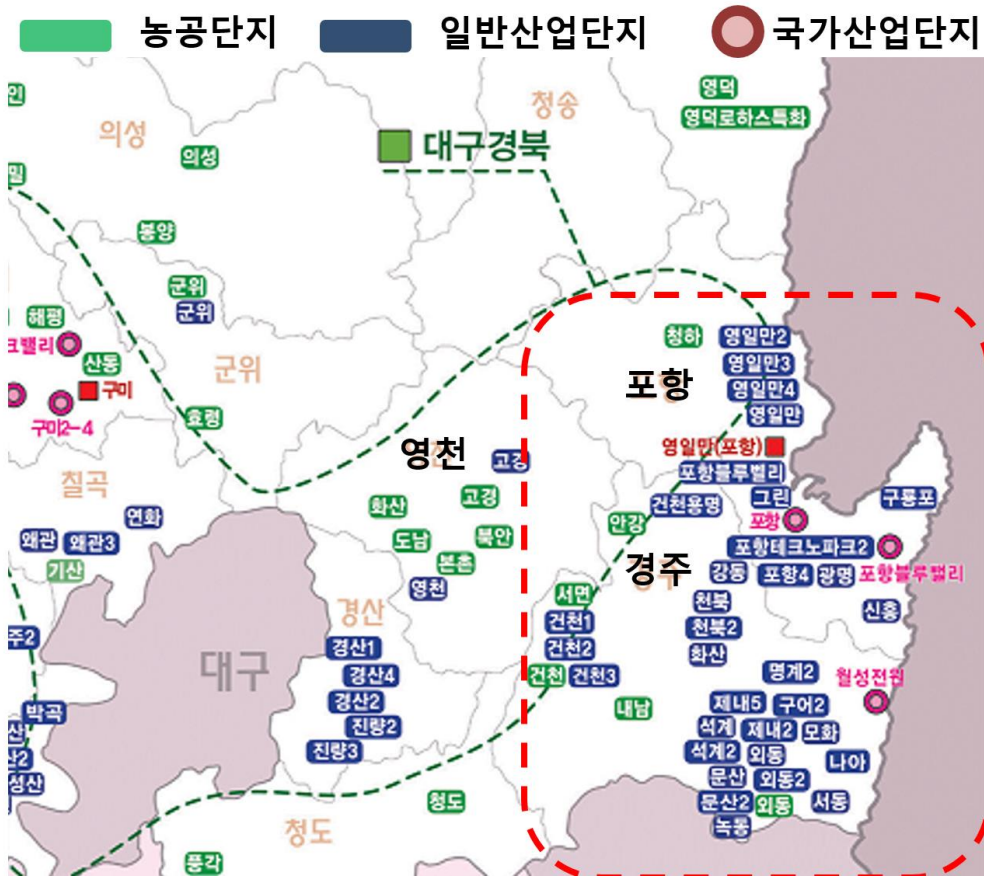 농공단지 일반산업단지 국가산업단지
영덕
영덕로하스특화
청송
대구경북
의성
의성
봉양
군위
군위
군위
해평
산동
구미
구미2-4
효령
칠곡
연화
왜관 왜관3
기산
영천
고경
고경
화산
도남
북안
본촌
영천
경산
경산1
경산4
경산2
진량2
진량3
대구
박곡
성산
청도
청도
풍각
청하
영일만2
영일만3
영일만4
영일만
포항
영일만(포항)
포항블루밸리
건천용명
그린
포항
구룡포
안강
포항테크노파크2
포항블루밸리
경주
강동
포항4
광명
신흥
서면
천북
천북2
화산
건천1
건천2
건천
건천3
내남
명계2
월성전원
제내5
구어2
석계
제내2
모화
석계2
외동
나아
문산
외동2
문산2
외동
서동
녹동